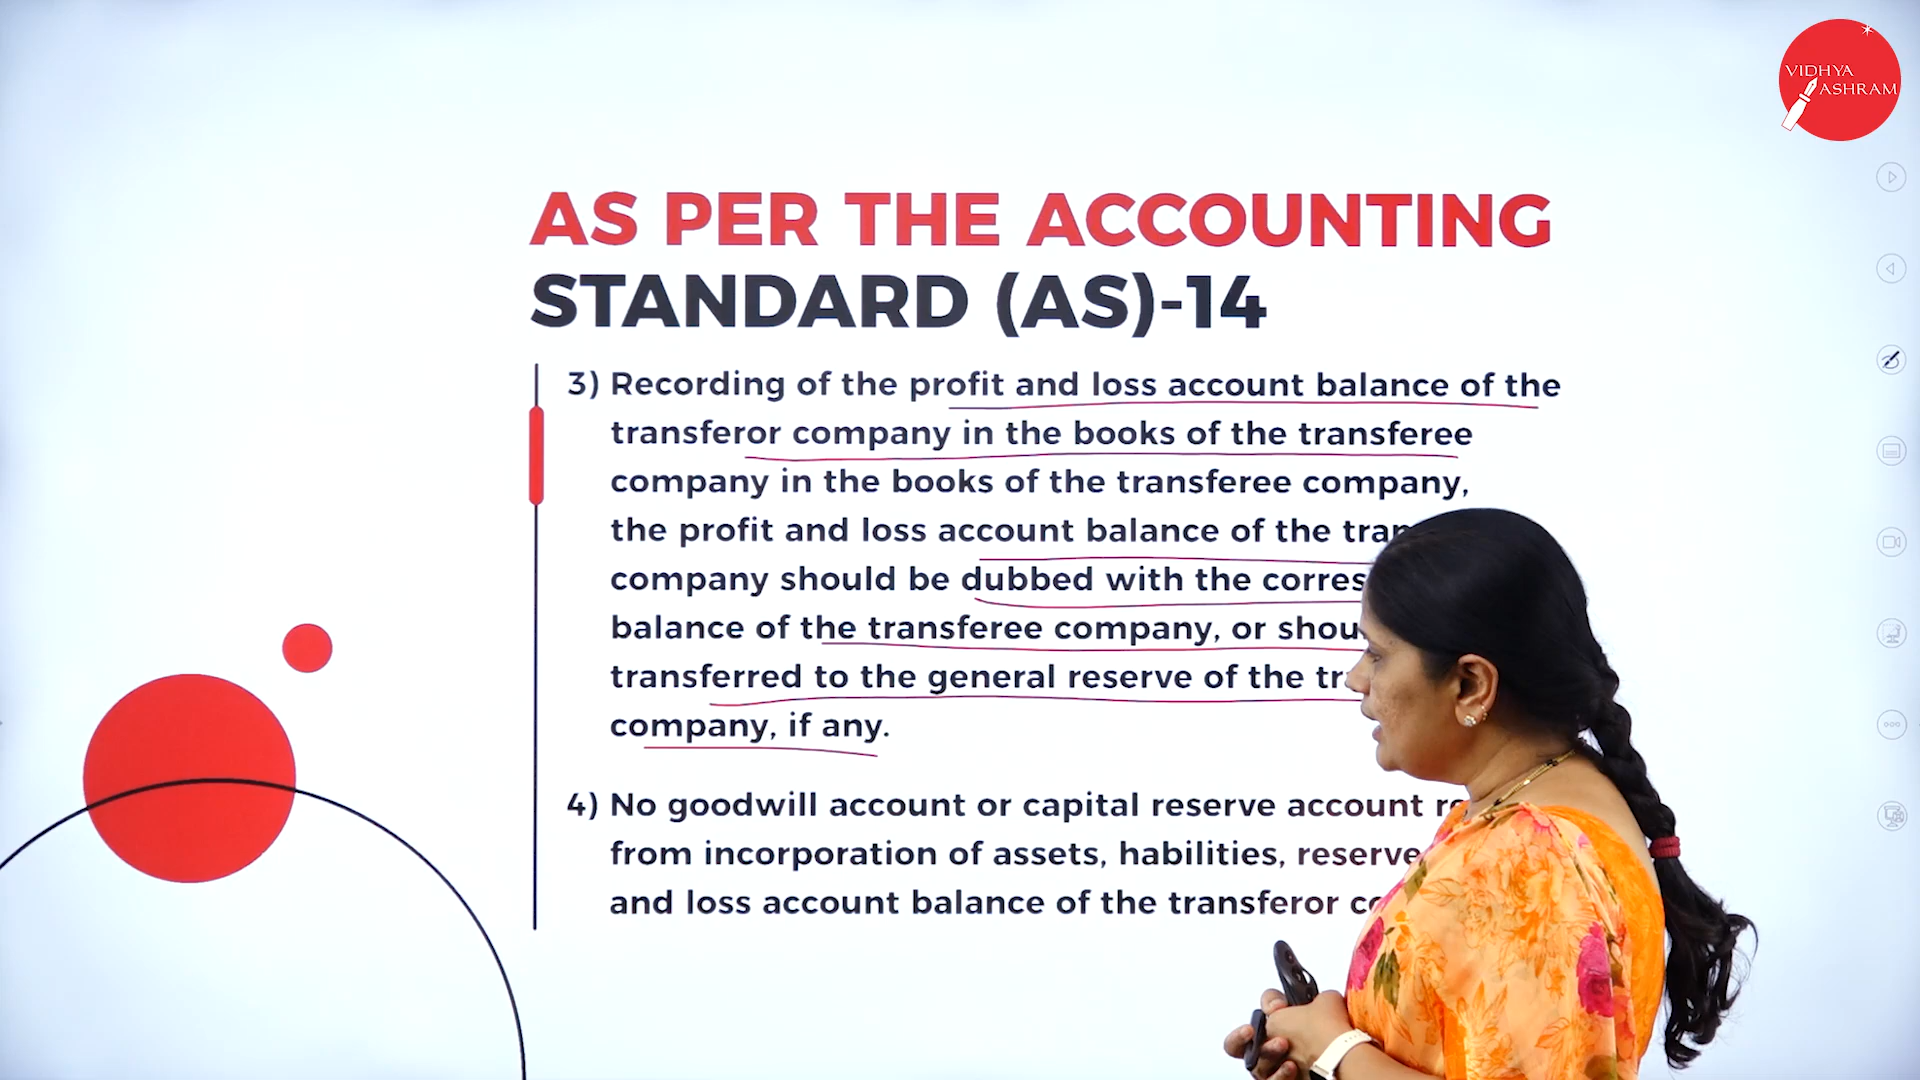 VIDHYA
ASHRAM
AS PER THE ACCOUNTING
STANDARD (AS)-14
3) Recording of the profit and loss account balance of the
transferor company in the books of the transferee
company in the books of the transferee company,
the profit and loss account balance of the
company should be dubbed with the
balance of the transferee company, or
transferred to the general reserve of the
company, if any.
4) No goodwill account or capital reserve account
from incorporation of assets, habilities,
and loss account balance of the transferor